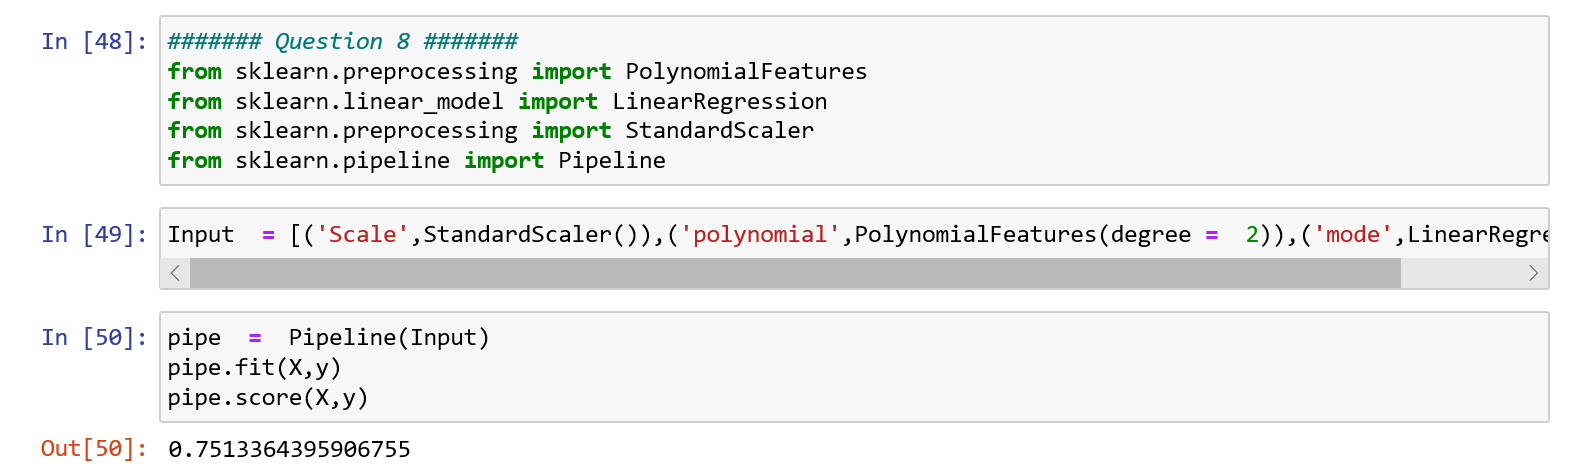 In [48]: ####### Question 8 #######
from sklearn.preprocessing import PolynomialFeatures
from sklearn.linear_model import LinearRegression
from sklearn.preprocessing import StandardScaler
from sklearn.pipeline import Pipeline
In [49]: Input  = [('Scale',StandardScaler()),('polynomial',PolynomialFeatures(degree =  2)),('mode',LinearRegre
In [50]: pipe  =  Pipeline(Input)
pipe.fit(X,y)
pipe.score(X,y)
Out[50]: 0.7513364395906755